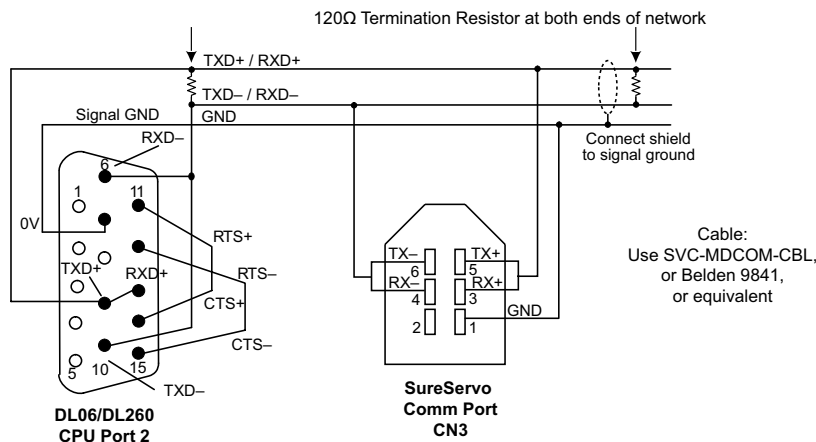 120Ω Termination Resistor at both ends of network
TXD+ / RXD+
TXD– / RXD–
Signal GND
GND
RXD–
Connect shield
to signal ground
6
1
11
0V
RTS+
TXD+
RXD+
RTS–
CTS+
CTS–
5
10
15
TXD–
DL06/DL260
CPU Port 2
TX–
TX+
6
5
RX–
RX+
4
3
GND
2
1
SureServo
Comm Port
CN3
Cable:
Use SVC-MDCOM-CBL,
or Belden 9841,
or equivalent